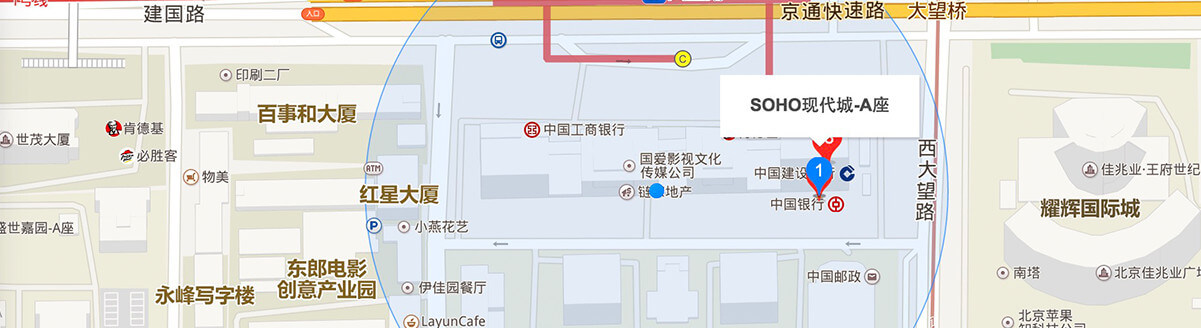 建国路
入口
京通快速路
大望桥
C
印刷二厂
百事和大厦
SOHO现代城-A座
肯德基
世茂大厦
必胜客
中国工商银行
西大望路
ATM
国爱影视文化
传媒公司
1
中国建设
佳兆业·王府世纪
物美
红星大厦
地产
中国银行
耀辉国际城
盛世嘉园-A座
P
小燕花艺
东郎电影
创意产业园
中国邮政
南塔
北京佳兆业广场
永峰写字楼
伊佳园餐厅
LayunCafe
北京苹果